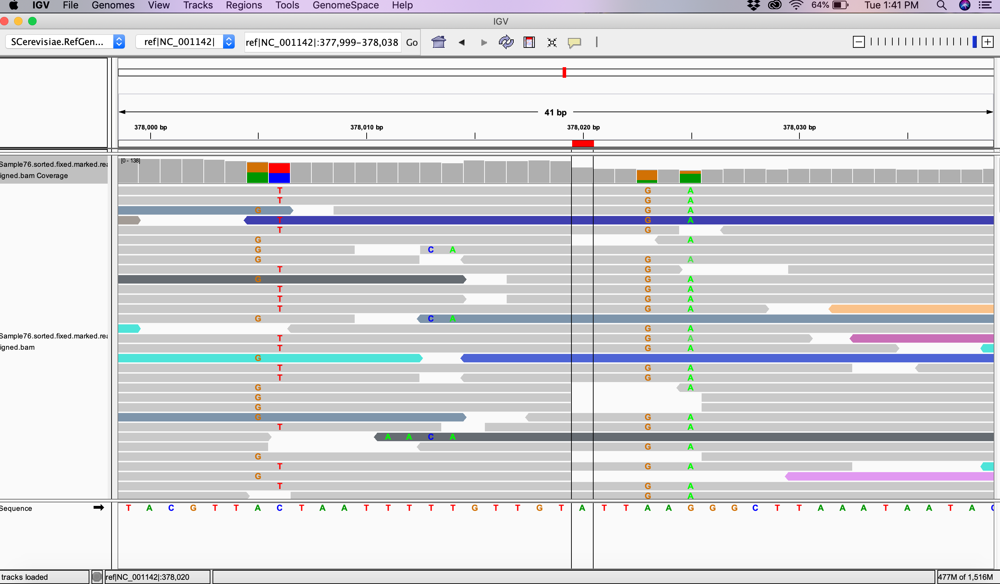 IGV File Genomes View Tracks Regions Tools GenomeSpace Help 64% Tue 1:41 PM
IGV
SCerevisiae.RefGen... ref|NC_001142| ref|NC_001142|:377,999-378,038 Go
41 bp
378,000 bp 378,010 bp 378,020 bp 378,030 bp
[0 - 138]
Sample76.sorted.fixed.marked.rea
igned.bam Coverage
T G A
T G A
G G A
T G A
T G
G A
G C A
G G A
T G
G G A
T G A
T G A
T G A
G C A
G A
Sample76.sorted.fixed.marked.rea
T G A
igned.bam
T G A
G
T G A
T G A
G A
G
G
G G A
T G A
A A C A
G A
G
T G A
G
T G A
G A
Sequence T A C G T T A C T A A T T T T T G T T G T A T T A A G G G C T T A A A T A A T A C
tracks loaded ref|NC_001142|:378,020 477M of 1,516M